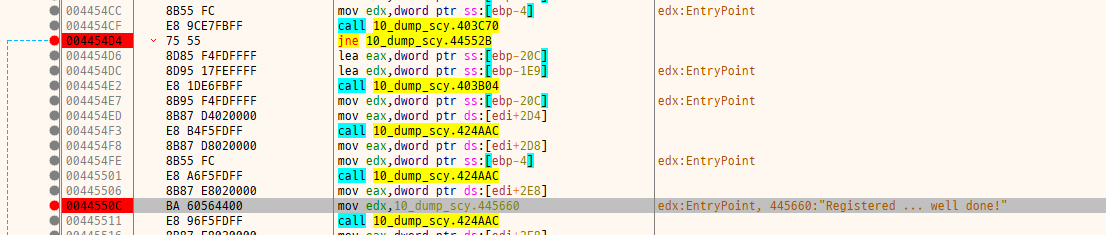 004454CC 8B55 FC mov edx,dword ptr ss:[ebp-4] edx:EntryPoint
004454CF E8 9CE7FBFF call 10_dump_scy.403C70
004454D4 75 55 jne 10_dump_scy.44552B
004454D6 8D85 F4FDFFFF lea eax,dword ptr ss:[ebp-20C]
004454DC 8D95 17FEFFFF lea edx,dword ptr ss:[ebp-1E9] edx:EntryPoint
004454E2 E8 1DE6FBFF call 10_dump_scy.403B04
004454E7 8B95 F4FDFFFF mov edx,dword ptr ss:[ebp-20C] edx:EntryPoint
004454ED 8B87 D4020000 mov eax,dword ptr ds:[edi+2D4]
004454F3 E8 B4F5FDFF call 10_dump_scy.424AAC
004454F8 8B87 D8020000 mov eax,dword ptr ds:[edi+2D8]
004454FE 8B55 FC mov edx,dword ptr ss:[ebp-4] edx:EntryPoint
00445501 E8 A6F5FDFF call 10_dump_scy.424AAC
00445506 8B87 E8020000 mov eax,dword ptr ds:[edi+2E8]
0044550C BA 60564400 mov edx,10_dump_scy.445660 edx:EntryPoint, 445660:"Registered ... well done!"
00445511 E8 96F5FDFF call 10_dump_scy.424AAC